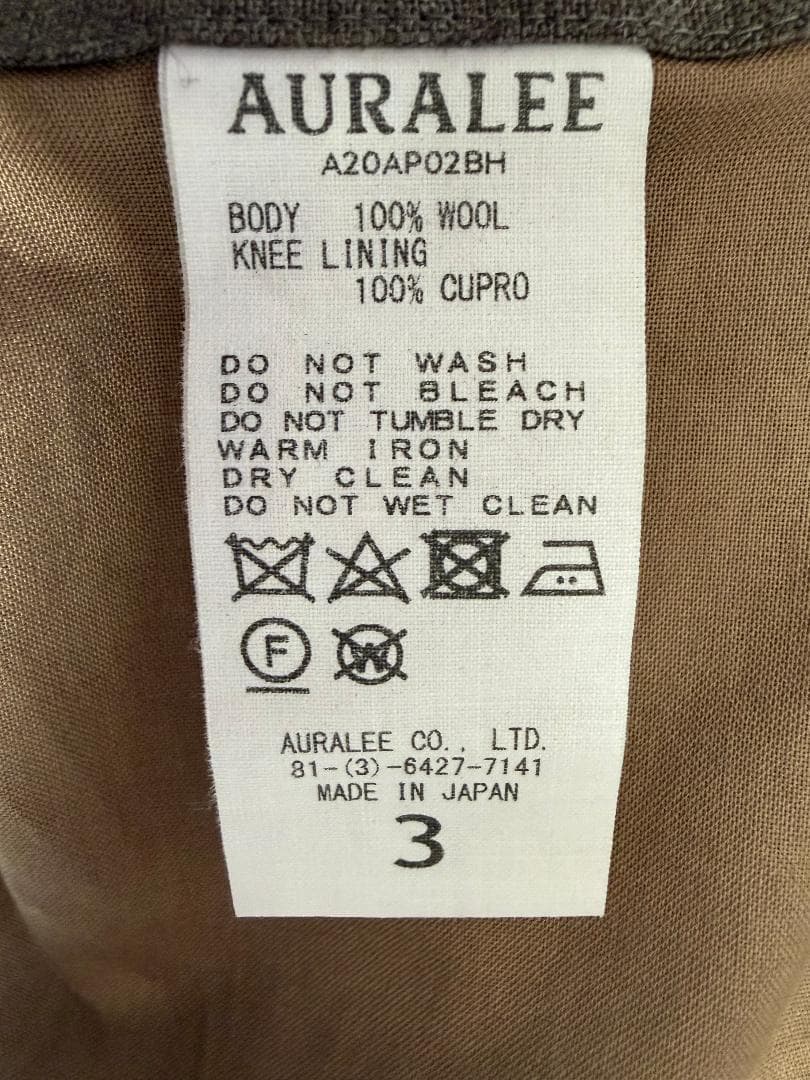 AURALEE
A20AP02BH
BODY 100% WOOL
KNEE LINING
100% CUPRO
DO NOT WASH
DO NOT BLEACH
DO NOT TUMBLE DRY
WARM IRON
DRY CLEAN
DO NOT WET CLEAN
F W
AURALEE CO., LTD.
81-(3)-6427-7141
MADE IN JAPAN
3